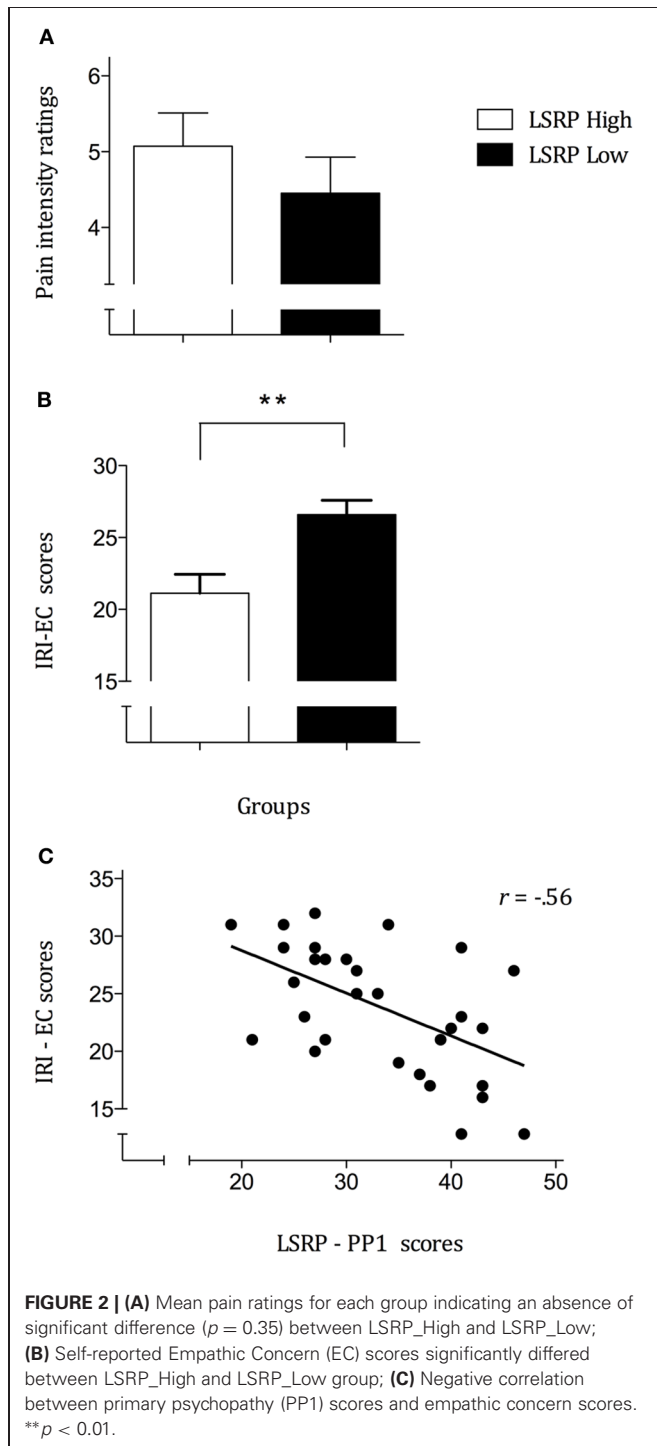 A
Pain intensity ratings
6
5
4
LSRP High
LSRP Low
B
**
IRI-EC scores
30
25
20
15
Groups
C
IRI - EC scores
35
30
25
20
15
r = -.56
20 30 40 50
LSRP - PP1 scores
FIGURE 2 | (A) Mean pain ratings for each group indicating an absence of
significant difference (p = 0.35) between LSRP_High and LSRP_Low;
(B) Self-reported Empathic Concern (EC) scores significantly differed
between LSRP_High and LSRP_Low group; (C) Negative correlation
between primary psychopathy (PP1) scores and empathic concern scores.
**p < 0.01.